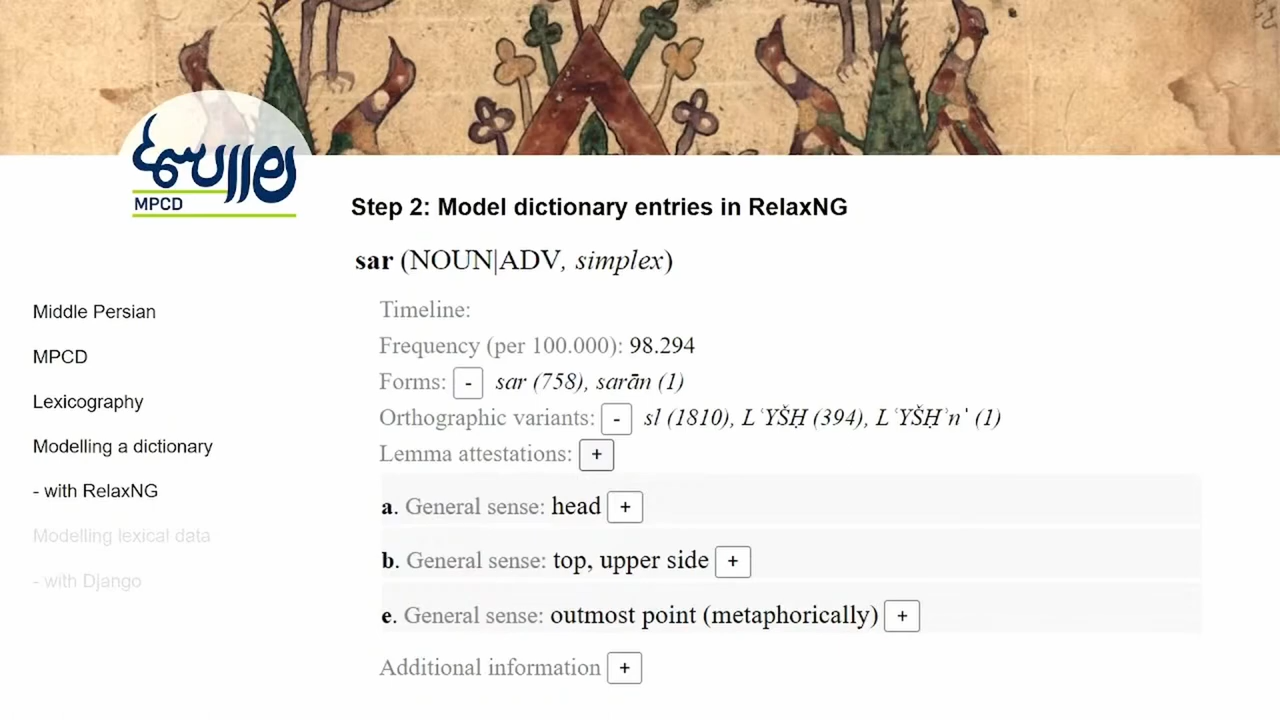 MPCD
Step 2: Model dictionary entries in RelaxNG
sar (NOUN|ADV, simplex)
Middle Persian
MPCD
Lexicography
Modelling a dictionary
- with RelaxNG
Modelling lexical data
- with Django
Timeline:
Frequency (per 100.000): 98.294
Forms: - sar (758), sarān (1)
Orthographic variants: - sl (1810), LʿYŠḤ (394), LʿYŠḤʾnˈ (1)
Lemma attestations: +
a. General sense: head +
b. General sense: top, upper side +
e. General sense: outmost point (metaphorically) +
Additional information +